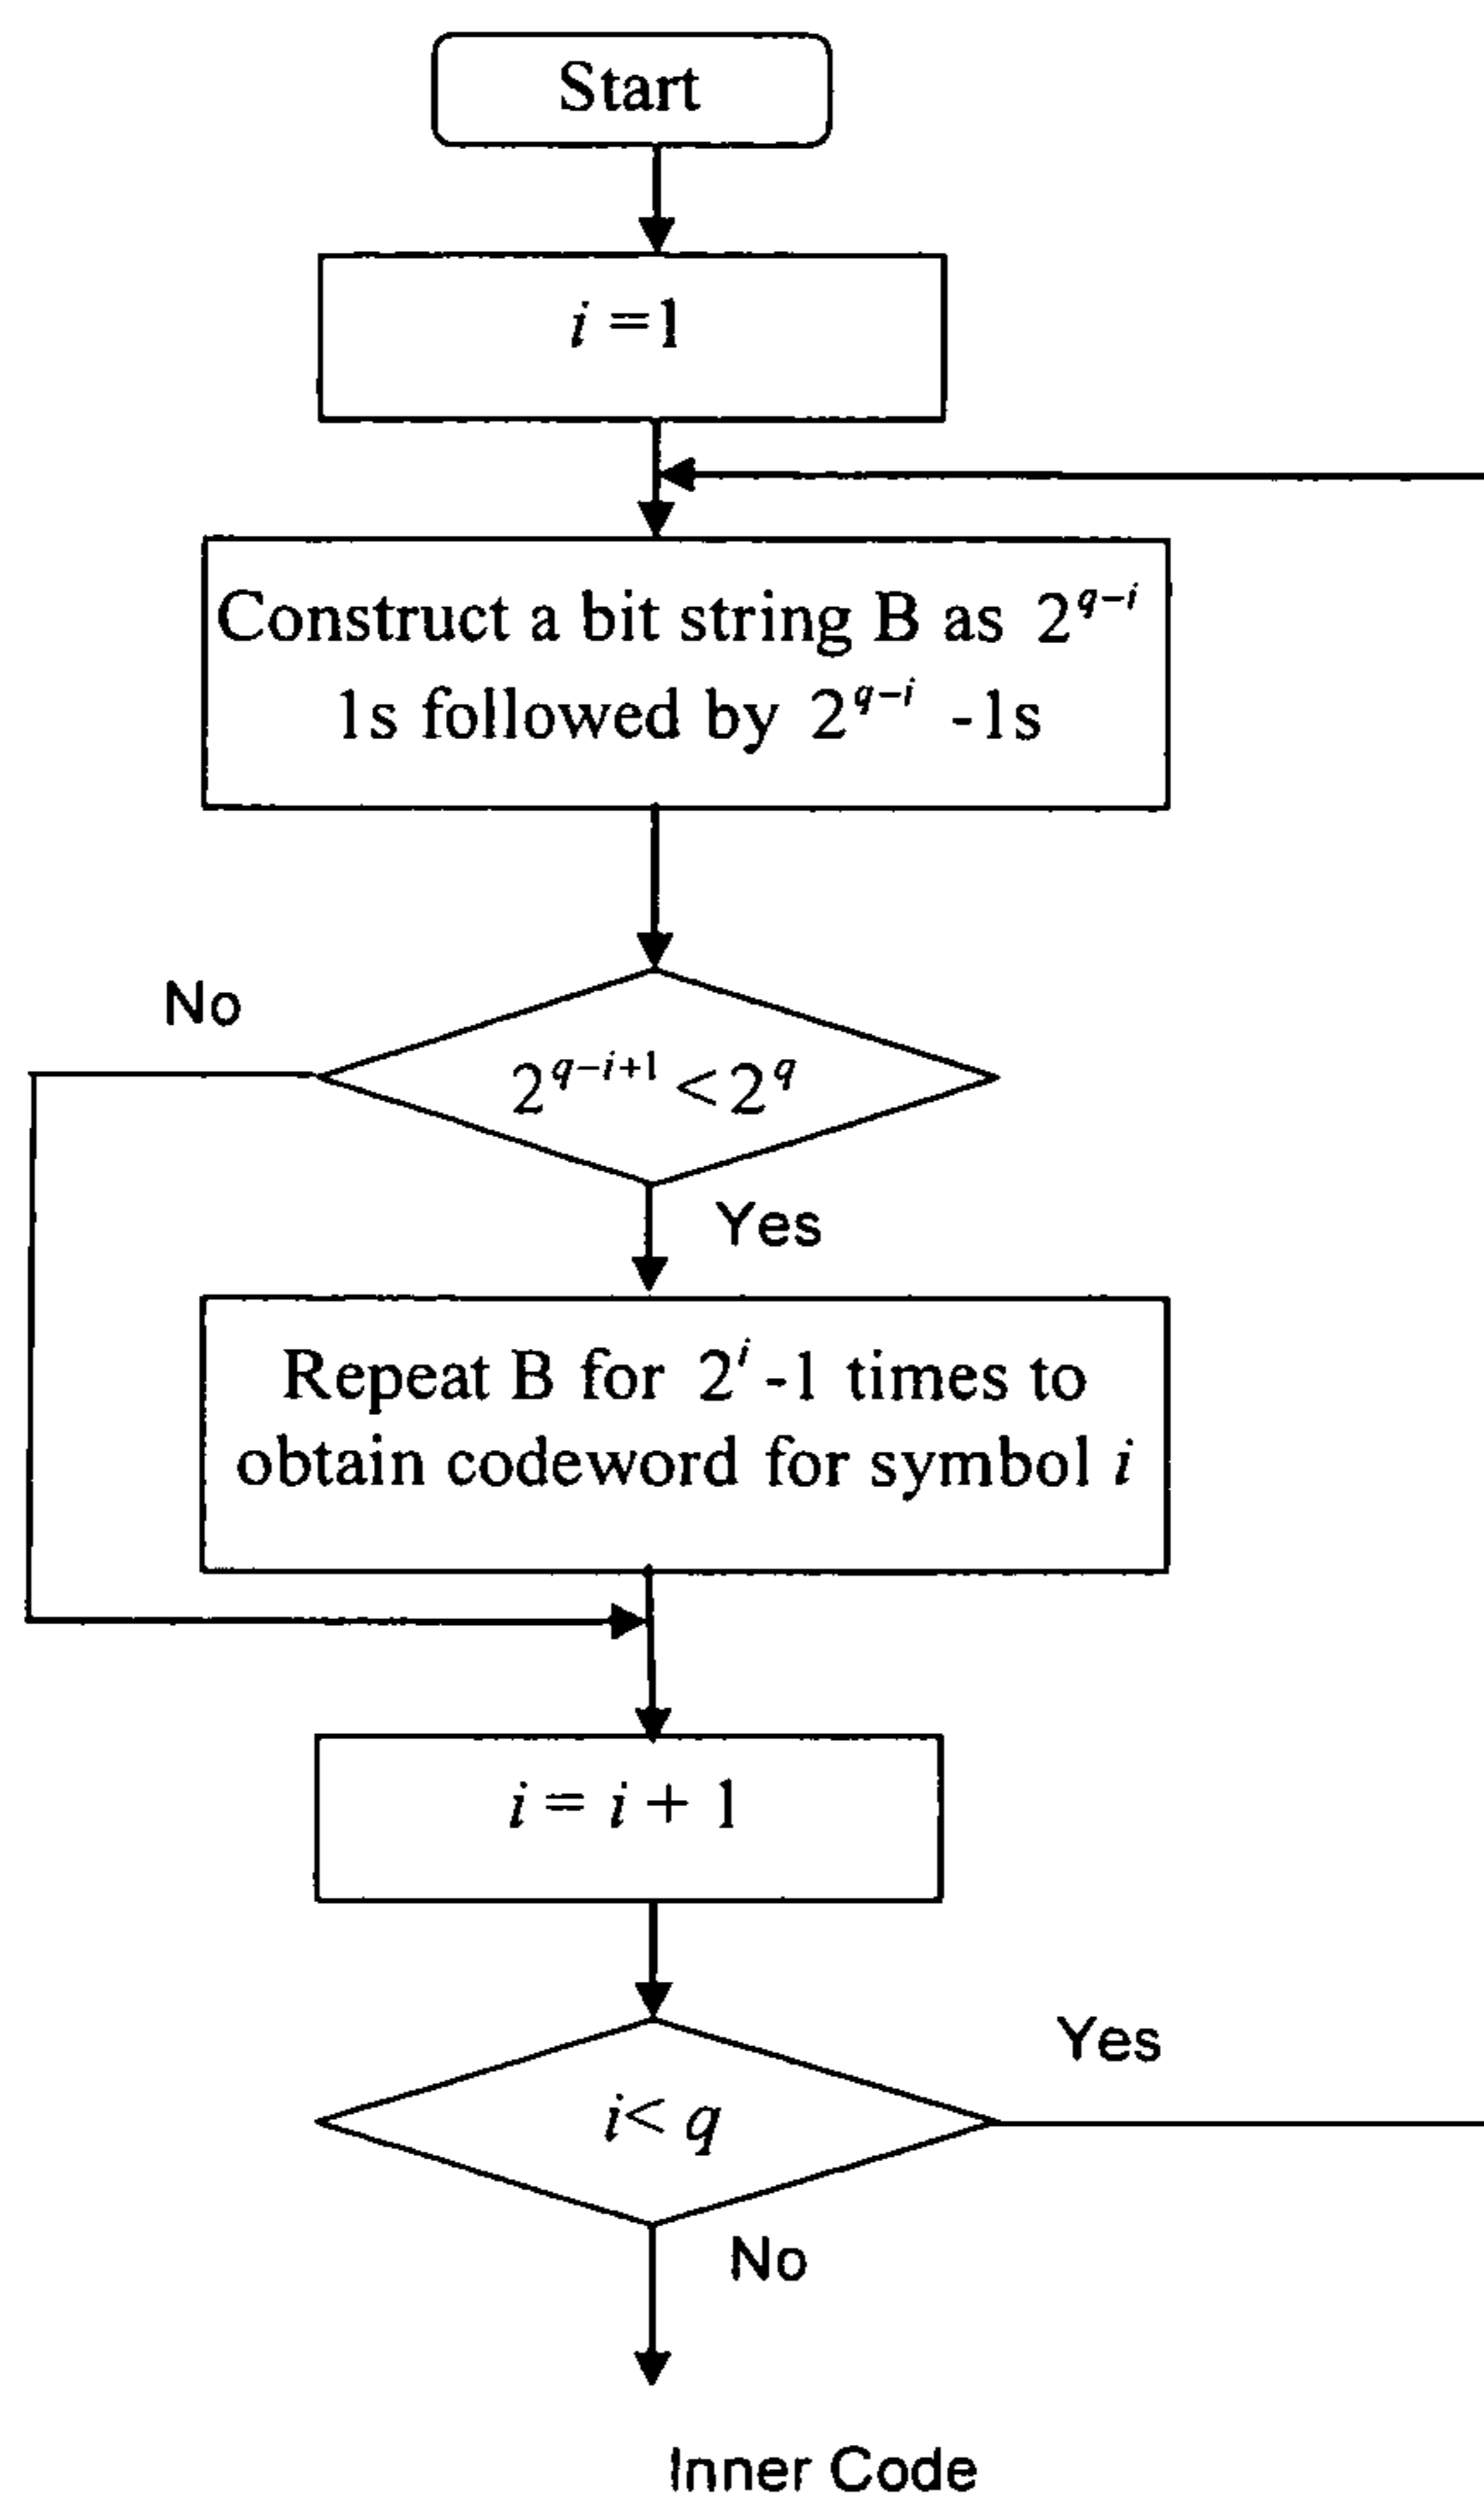 Start
i =1
Construct a bit string B as 2^{q-i}
1s followed by 2^{q-i} -1s
No
2^{q-i+1} < 2^q
Yes
Repeat B for 2^i -1 times to
obtain codeword for symbol i
i = i + 1
Yes
i< q
No
Inner Code